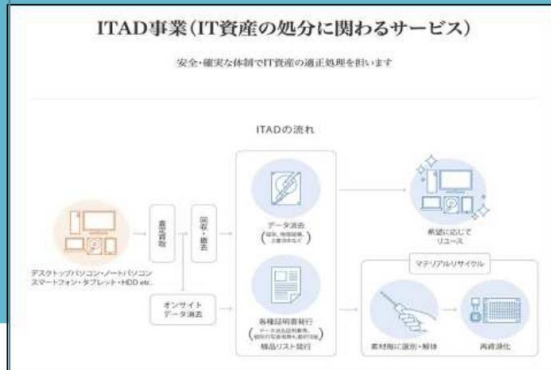 ITAD事業(IT資産の処分に関わるサービス)
安全・確実な体制でIT資産の適正処理を担います
ITADの流れ
デスクトップパソコン・ノートパソコン
スマートフォン・タブレット・HDD etc.
査定買取
回収・撤去
オンサイト
データ消去
データ消去
各種証明書発行
機品リスト発行
希望に応じて
リユース
マテリアルリサイクル
素材毎に選別・解体
再資源化